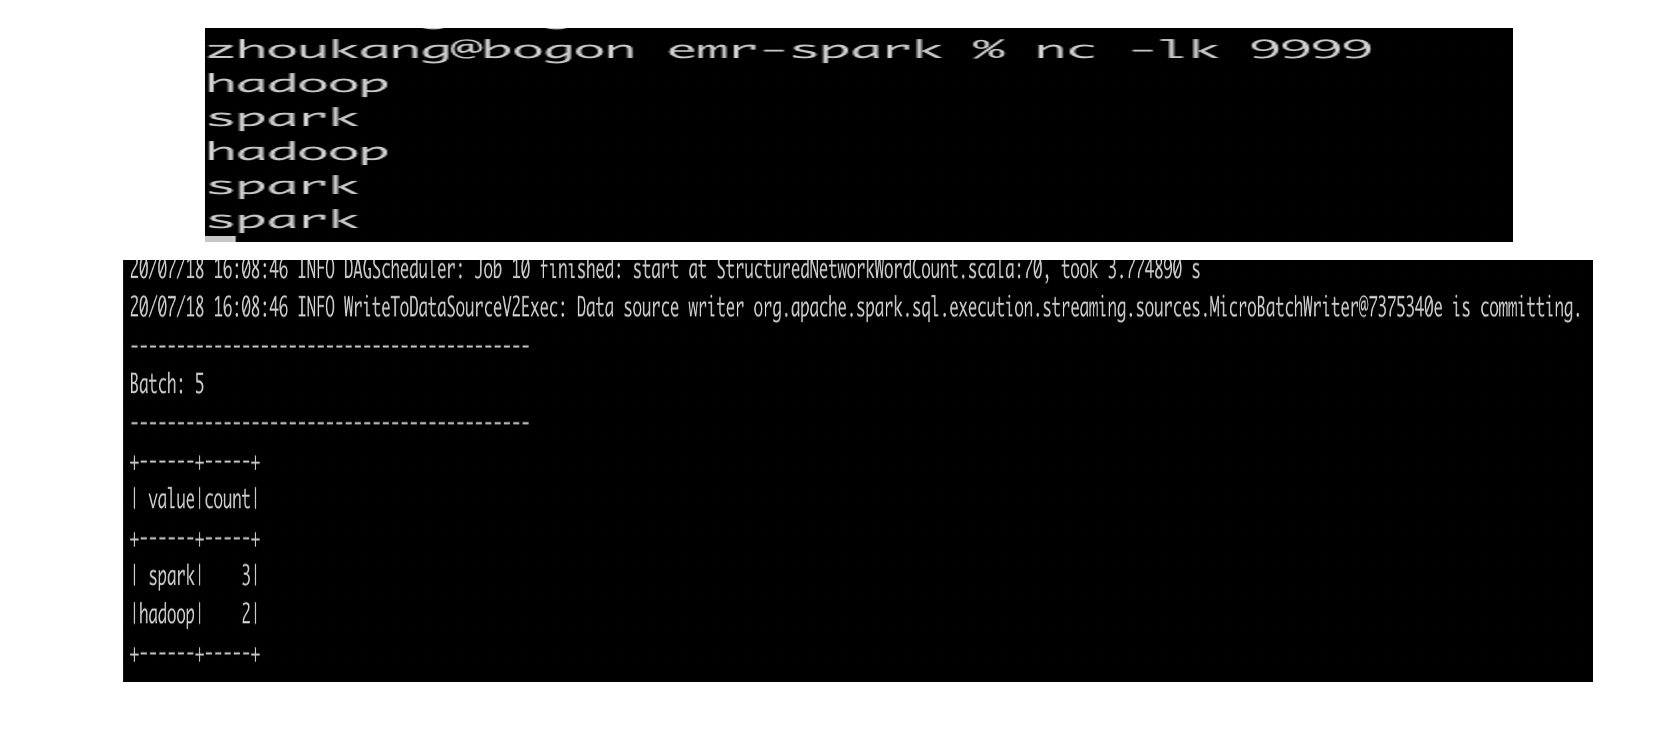 zhoukang@bogon emr-spark % nc -lk 9999
hadoop
spark
hadoop
spark
spark
20/07/18 16:08:46 INFO DAGScheduler: Job 10 finished: start at StructuredNetworkWordCount.scala:70, took 3.774890 s
20/07/18 16:08:46 INFO WriteToDataSourceV2Exec: Data source writer org.apache.spark.sql.execution.streaming.sources.MicroBatchWriter@7375340e is committing.
-------------------------------------------
Batch: 5
-------------------------------------------
+------+-----+
| value|count|
+------+-----+
| spark|    3|
|hadoop|    2|
+------+-----+